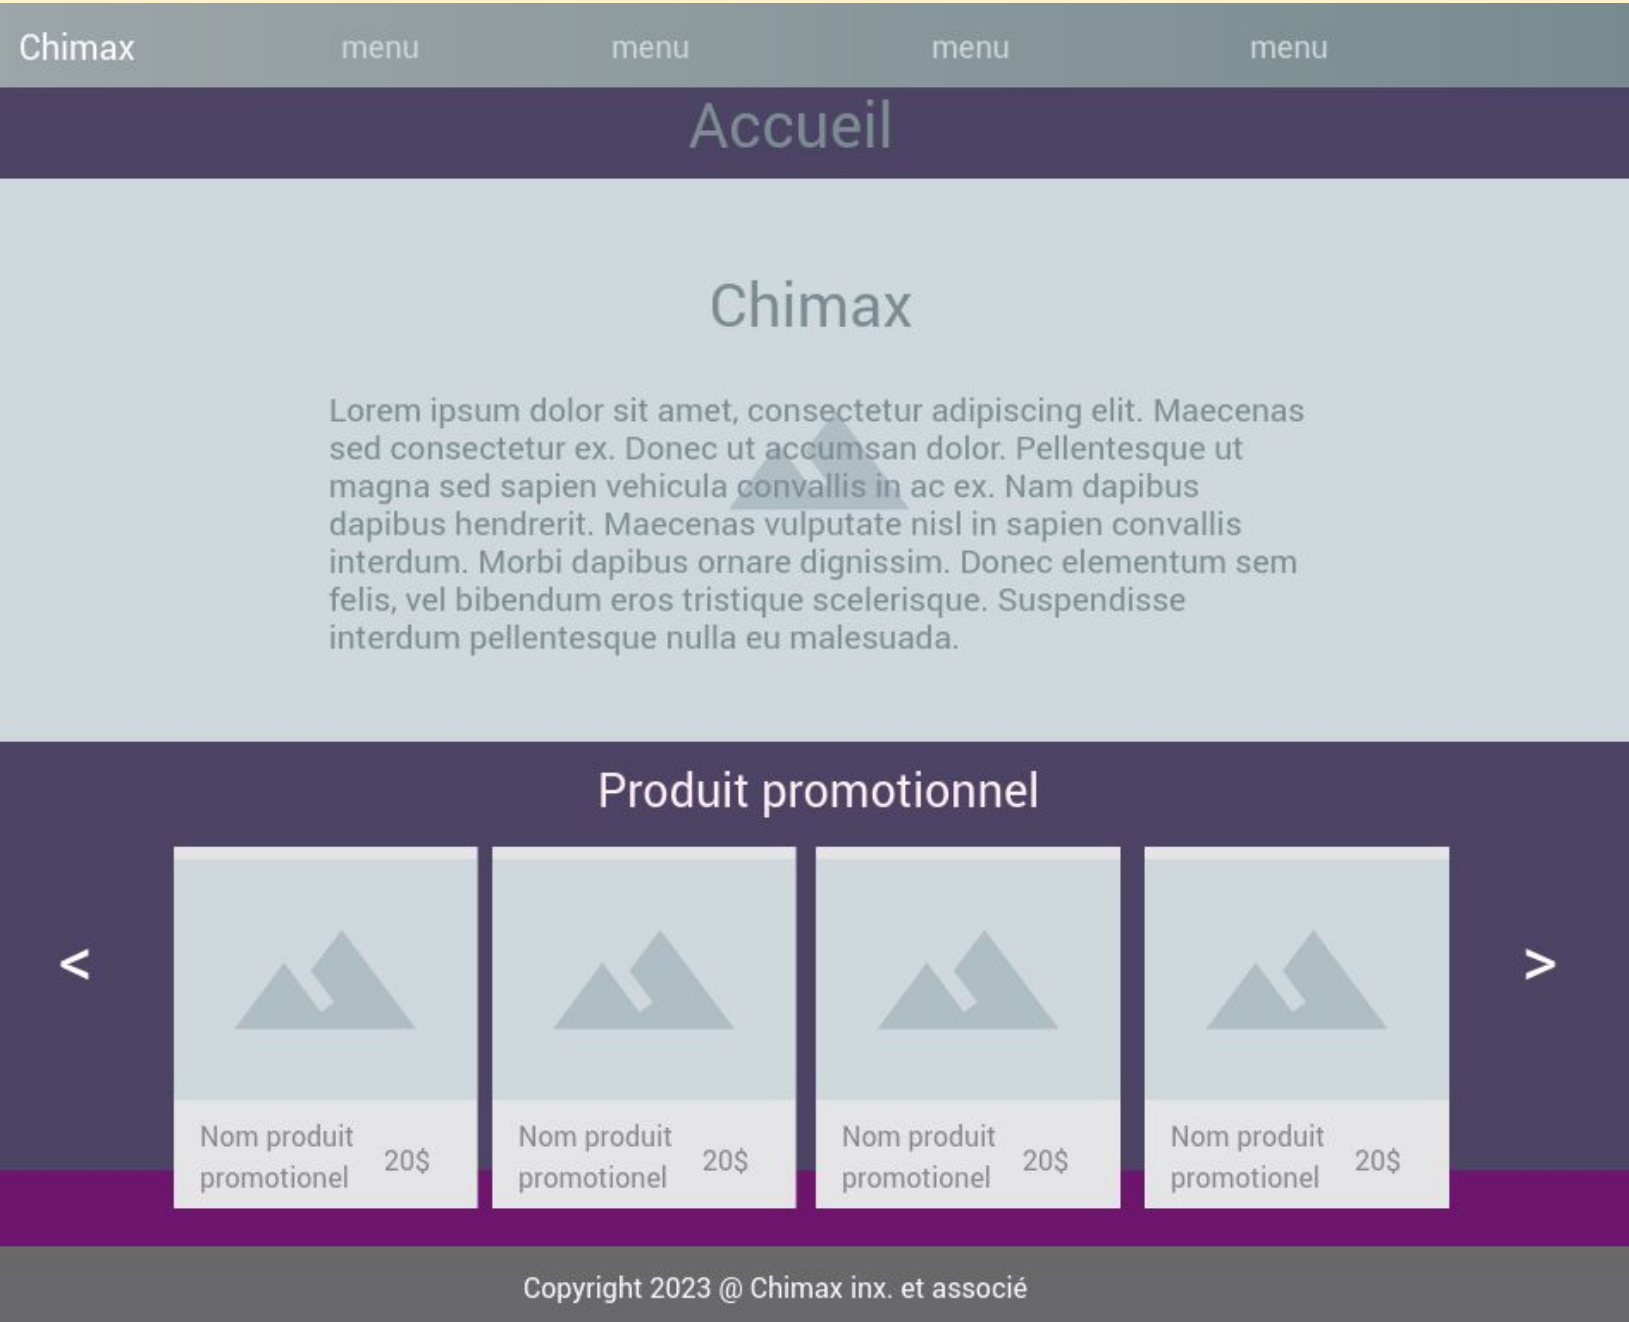 Chimax menu menu menu menu
Accueil
Chimax
Lorem ipsum dolor sit amet, consectetur adipiscing elit. Maecenas
sed consectetur ex. Donec ut accumsan dolor. Pellentesque ut
magna sed sapien vehicula convallis in ac ex. Nam dapibus
dapibus hendrerit. Maecenas vulputate nisl in sapien convallis
interdum. Morbi dapibus ornare dignissim. Donec elementum sem
felis, vel bibendum eros tristique scelerisque. Suspendisse
interdum pellentesque nulla eu malesuada.
Produit promotionnel
< >
Nom produit
promotionel
20$
Nom produit
promotionel
20$
Nom produit
promotionel
20$
Nom produit
promotionel
20$
Copyright 2023 @ Chimax inx. et associé